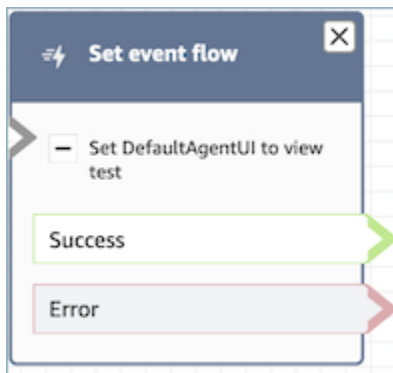 Set event flow
Set DefaultAgentUI to view
test
Success
Error